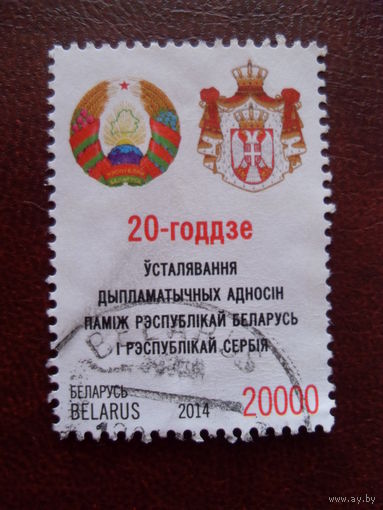 20-годдзе
ўсталявання
дыпламатычных адносін
паміж Рэспублікай Беларусь
і Рэспублікай Сербія
БЕЛАРУСЬ
BELARUS 2014 20000
www.ay.by